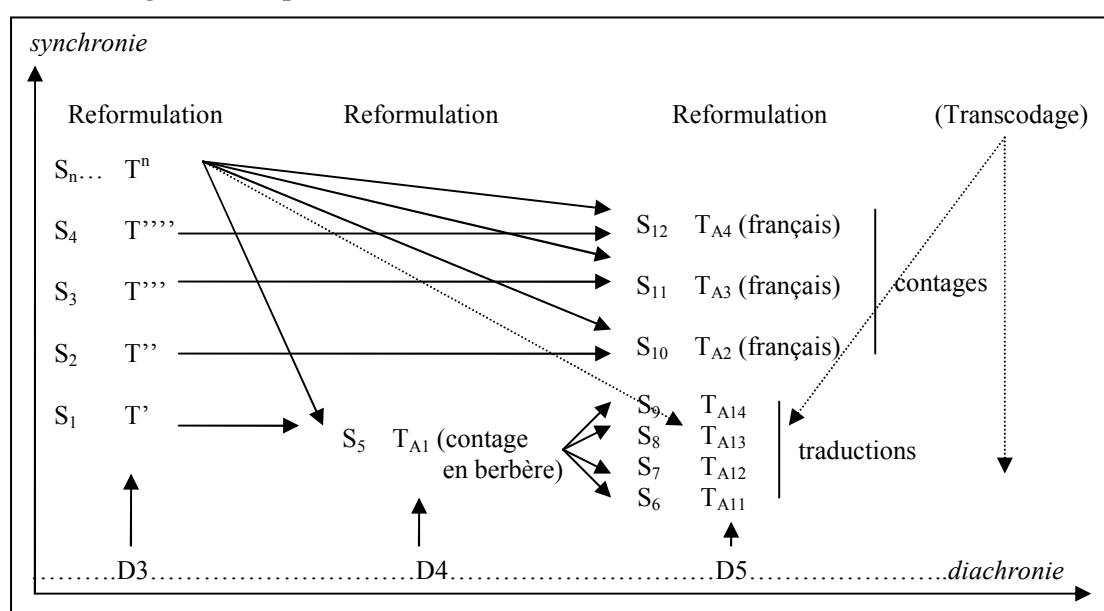 synchronie
Reformulation Reformulation Reformulation (Transcodage)
Sn… Tⁿ
S4 T’’’’ S12 TA4 (français)
S3 T’’’ S11 TA3 (français) contages
S2 T’’ S10 TA2 (français)
S1 T’ S9 TA14
S5 TA1 (contage S8 TA13 traductions
en berbère) S7 TA12
S6 TA11
………D3……………………D4……………………D5………………..diachronie